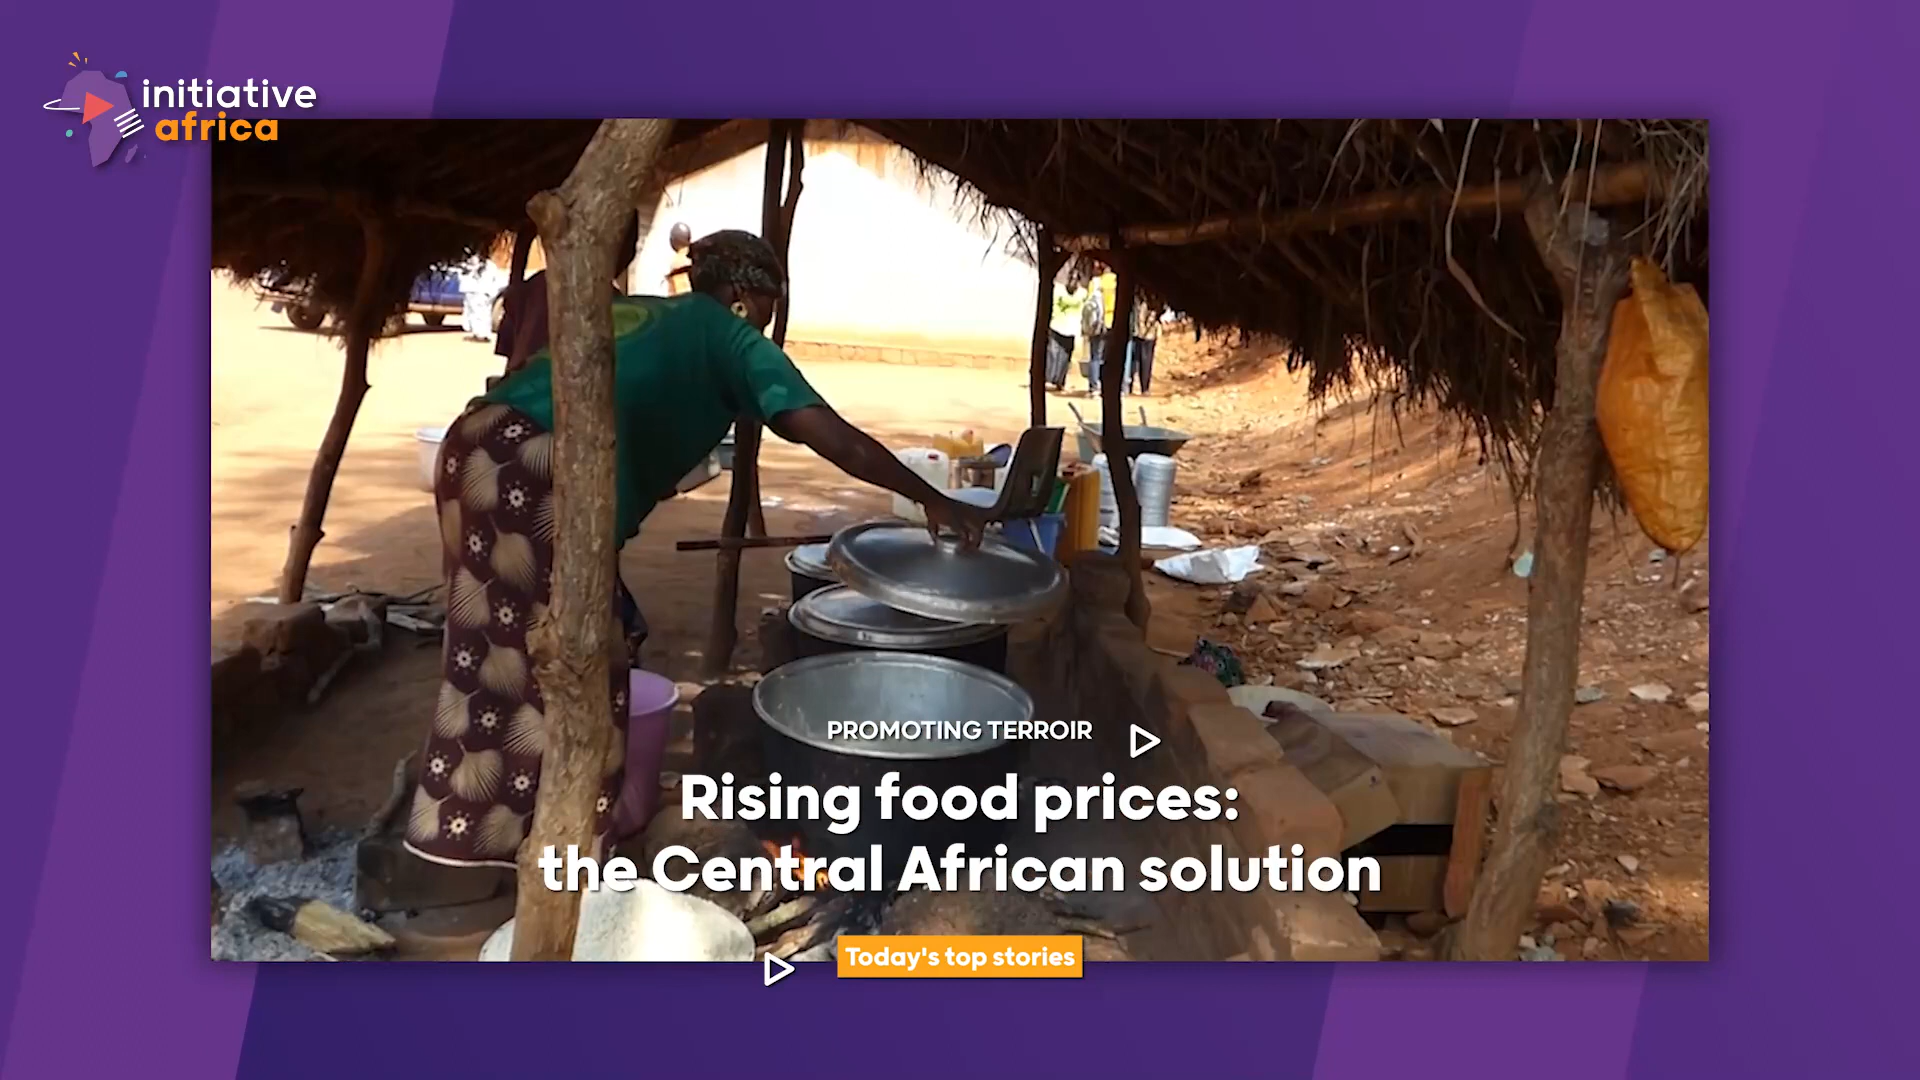 initiative
africa
PROMOTING TERROIR
Rising food prices:
the Central African solution
Today's top stories